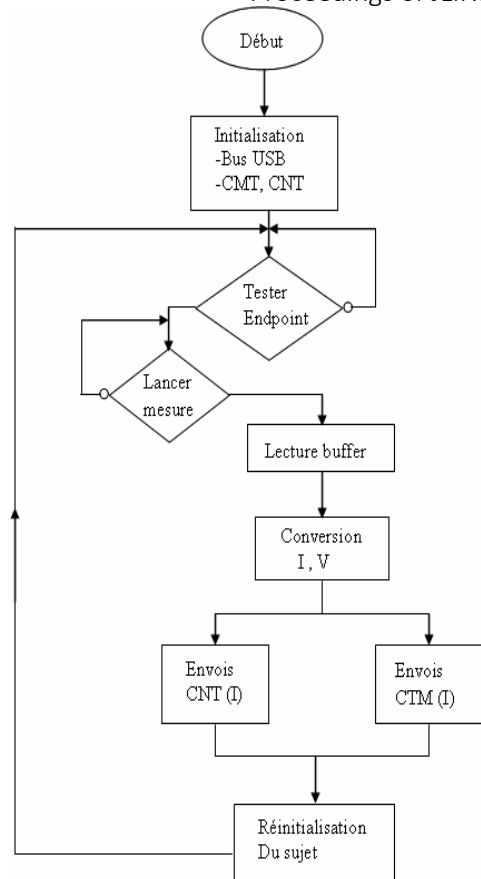 Début
Initialisation
-Bus USB
-CMT, CNT
Tester
Endpoint
Lancer
mesure
Lecture buffer
Conversion
I , V
Envois
CNT (I)
Envois
CTM (I)
Réinitialisation
Du sujet